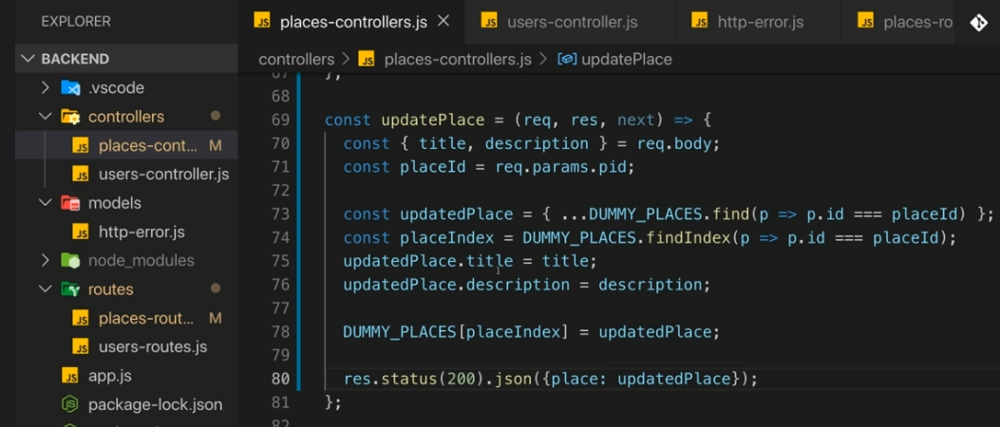 EXPLORER
BACKEND
.vscode
controllers
places-cont... M
users-controller.js
models
http-error.js
node_modules
routes
places-rout... M
users-routes.js
app.js
package-lock.json
places-controllers.js
users-controller.js
http-error.js
places-ro
controllers > places-controllers.js > updatePlace
67 };
68
69 const updatePlace = (req, res, next) => {
70 const { title, description } = req.body;
71 const placeId = req.params.pid;
72
73 const updatedPlace = { ...DUMMY_PLACES.find(p => p.id === placeId) };
74 const placeIndex = DUMMY_PLACES.findIndex(p => p.id === placeId);
75 updatedPlace.title = title;
76 updatedPlace.description = description;
77
78 DUMMY_PLACES[placeIndex] = updatedPlace;
79
80 res.status(200).json({place: updatedPlace});
81 };
82